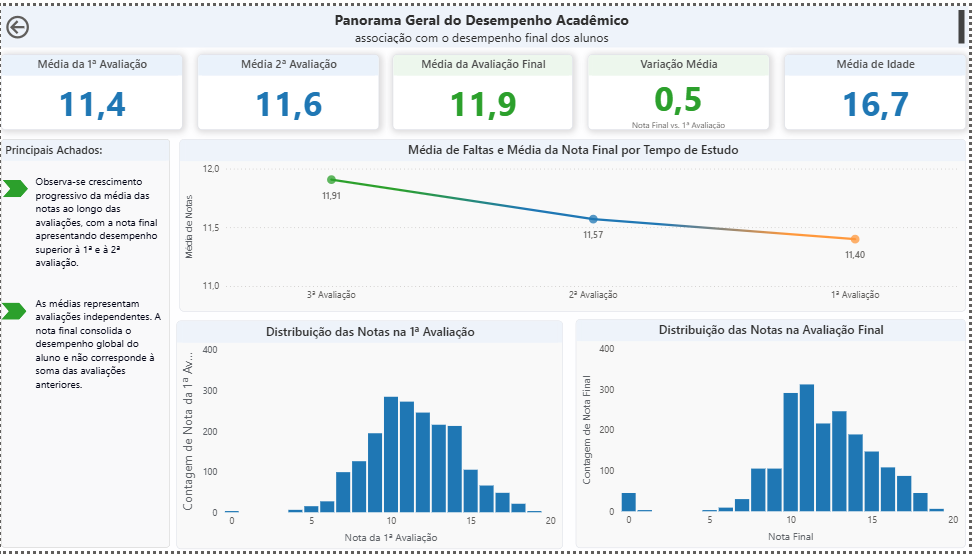 Panorama Geral do Desempenho Acadêmico
associação com o desempenho final dos alunos
Média da 1ª Avaliação
11,4
Média 2ª Avaliação
11,6
Média da Avaliação Final
11,9
Variação Média
0,5
Nota Final vs. 1ª Avaliação
Média de Idade
16,7
Principais Achados:
Observa-se crescimento
progressivo da média das
notas ao longo das
avaliações, com a nota final
apresentando desempenho
superior à 1ª e à 2ª
avaliação.
As médias representam
avaliações independentes. A
nota final consolida o
desempenho global do
aluno e não corresponde à
soma das avaliações
anteriores.
Média de Faltas e Média da Nota Final por Tempo de Estudo
Média de Notas
12,0
11,5
11,0
11,91
11,57
11,40
3ª Avaliação
2ª Avaliação
1ª Avaliação
Distribuição das Notas na 1ª Avaliação
Contagem de Nota da 1ª Av...
400
300
200
100
0
0
5
10
15
20
Nota da 1ª Avaliação
Distribuição das Notas na Avaliação Final
Contagem de Nota Final
400
300
200
100
0
0
5
10
15
20
Nota Final